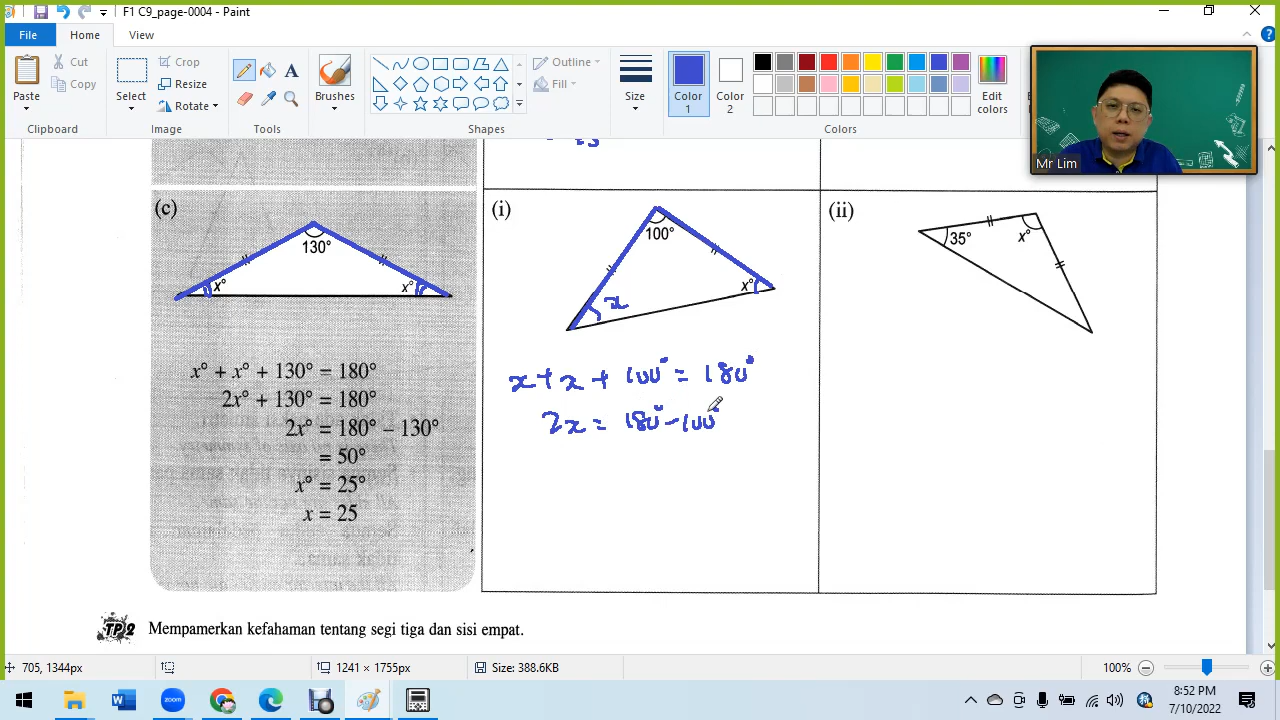 F1 C9_page-0004 - Paint
File
Home
View
Paste
Cut
Copy
Clipboard
Select
Crop
Resize
Rotate
Image
A
Tools
Brushes
Outline
Fill
Shapes
Size
Color
1
Color
2
Edit
colors
Colors
Mr Lim
(c)
130°
x°
x°
x° + x° + 130° = 180°
2x° + 130° = 180°
2x° = 180° − 130°
= 50°
x° = 25°
x = 25
(i)
100°
x
x°
x + x + 100° = 180°
2x = 180° − 100°
(ii)
35°
x°
TP 2 Mempamerkan kefahaman tentang segi tiga dan sisi empat.
705, 1344px
1241 × 1755px
Size: 388.6KB
100%
zoom
8:52 PM
7/10/2022